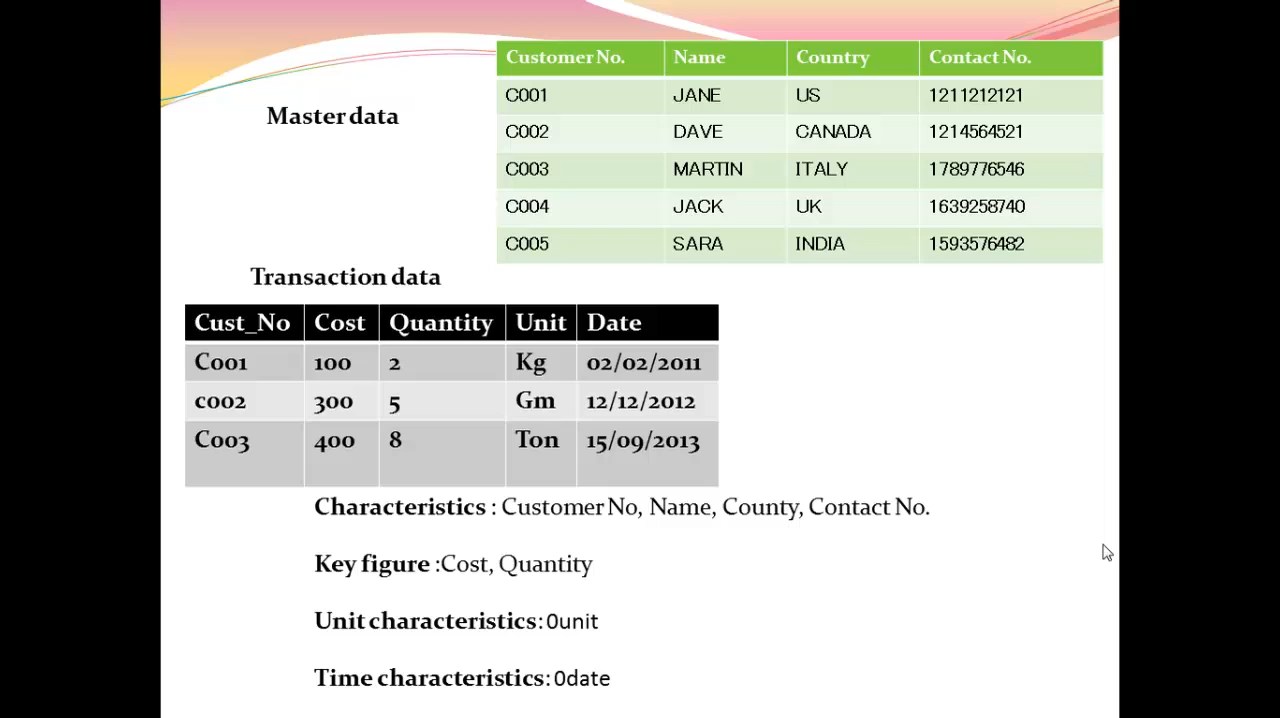 Customer No. Name Country Contact No.
C001 JANE US 1211212121
Master data
C002 DAVE CANADA 1214564521
C003 MARTIN ITALY 1789776546
C004 JACK UK 1639258740
C005 SARA INDIA 1593576482
Transaction data
Cust_No Cost Quantity Unit Date
C001 100 2 Kg 02/02/2011
c002 300 5 Gm 12/12/2012
C003 400 8 Ton 15/09/2013
Characteristics : Customer No, Name, County, Contact No.
Key figure :Cost, Quantity
Unit characteristics: 0unit
Time characteristics: 0date